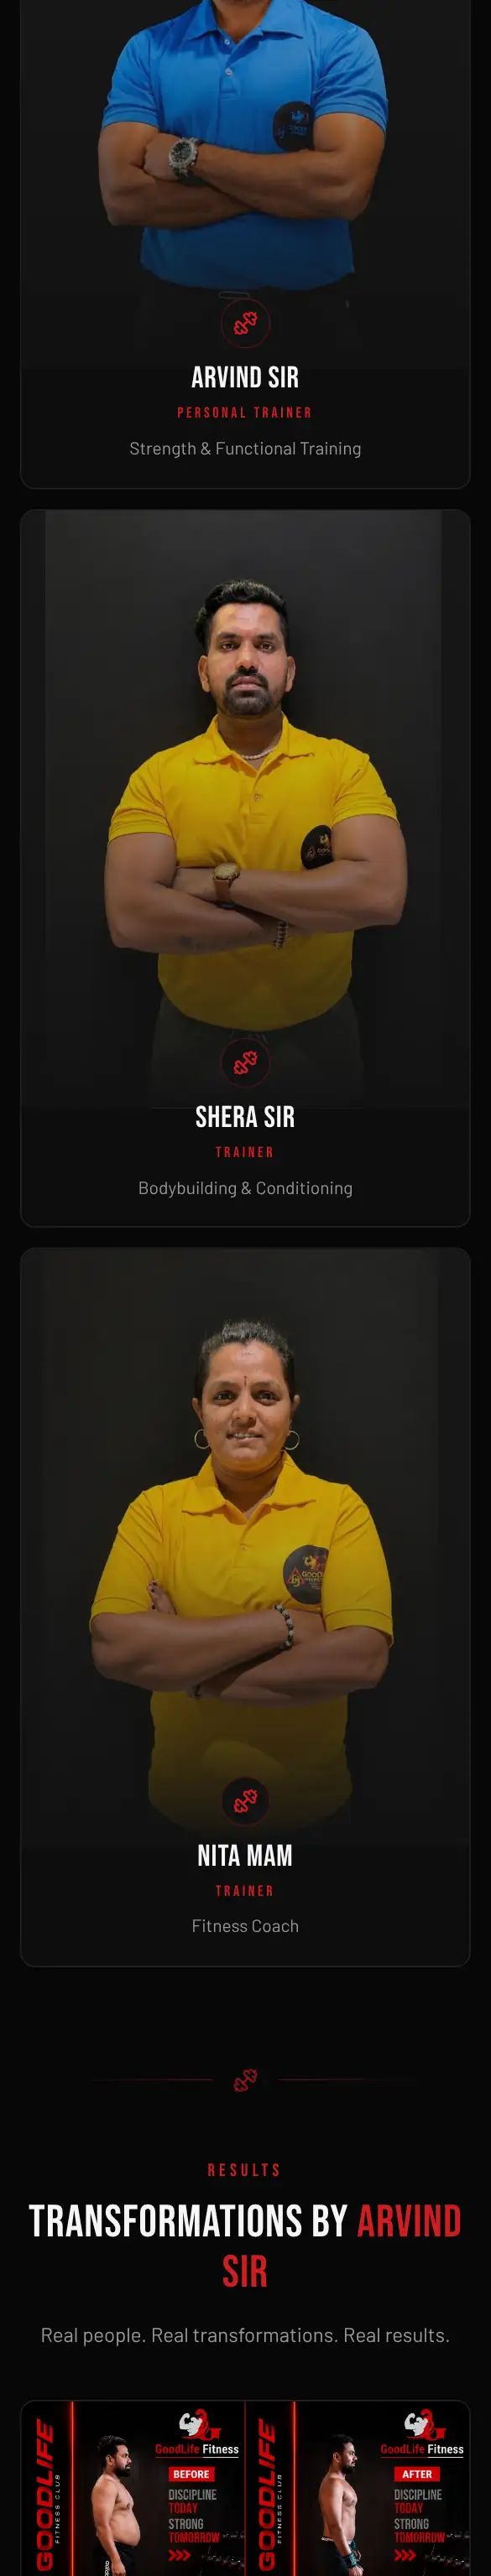 ARVIND SIR
PERSONAL TRAINER
Strength & Functional Training
SHERA SIR
TRAINER
Bodybuilding & Conditioning
GOOD
NITA MAM
TRAINER
Fitness Coach
RESULTS
TRANSFORMATIONS BY ARVIND
SIR
Real people. Real transformations. Real results.
GOODLIFE
FITNESS CLUB
GoodLife Fitness
BEFORE
DISCIPLINE
TODAY
STRONG
TOMORROW
GOODLIFE
FITNESS CLUB
GoodLife Fitness
AFTER
DISCIPLINE
TODAY
STRONG
TOMORROW